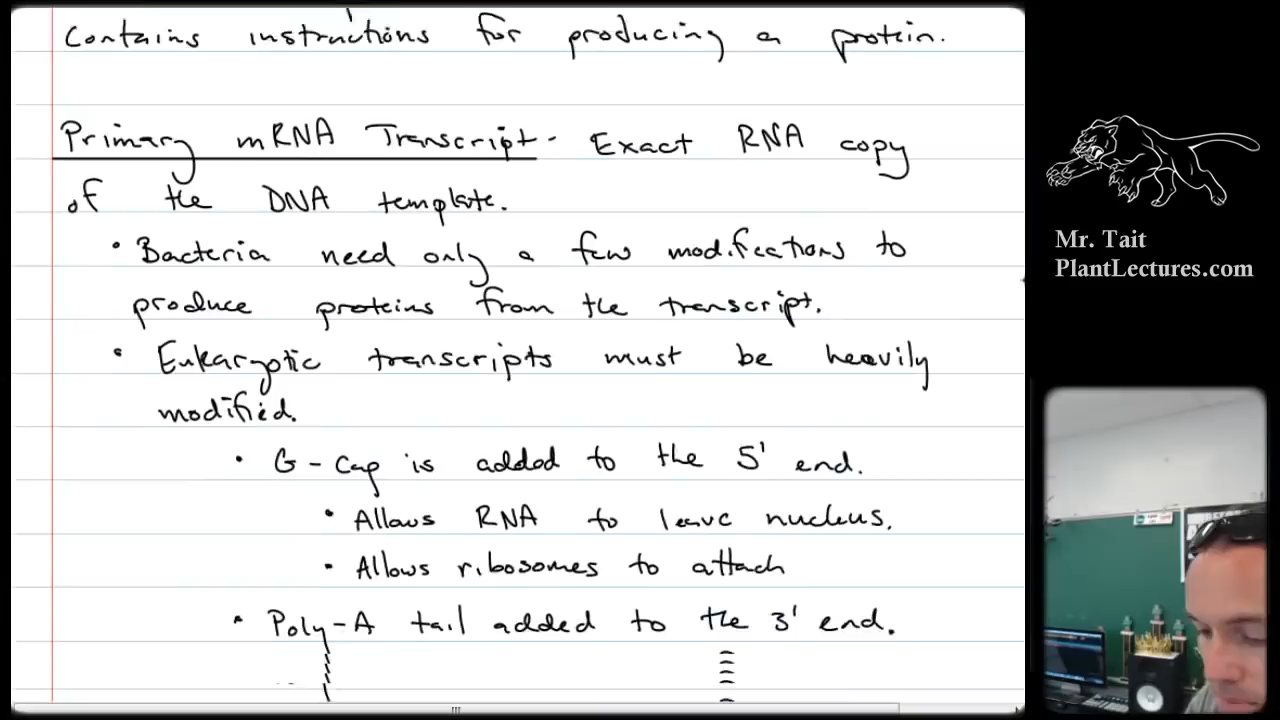 Contains instructions for producing a protein.
Primary mRNA Transcript - Exact RNA copy
of the DNA template.
• Bacteria need only a few modifications to
produce proteins from the transcript.
• Eukaryotic transcripts must be heavily
modified.
• G-Cap is added to the 5' end.
• Allows RNA to leave nucleus.
• Allows ribosomes to attach
• Poly-A tail added to the 3' end.
Mr. Tait
PlantLectures.com